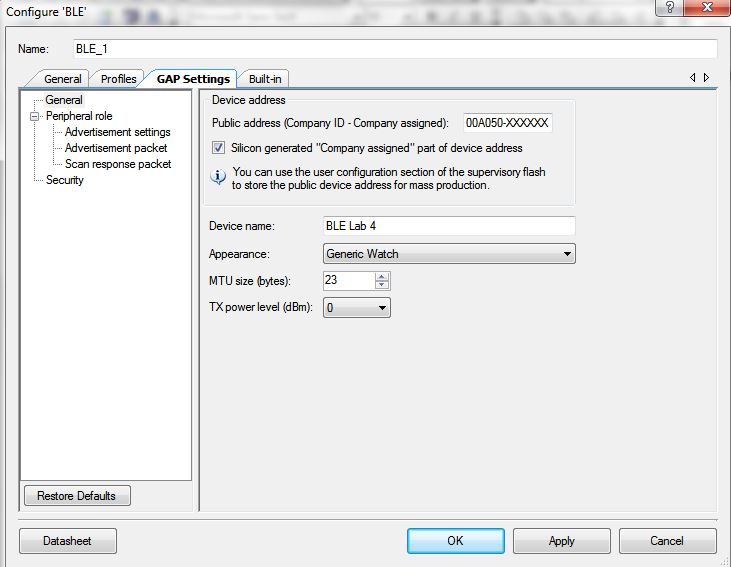 Configure 'BLE'
Name: BLE_1
General Profiles GAP Settings Built-in
General
Peripheral role
Advertisement settings
Advertisement packet
Scan response packet
Security
Restore Defaults
Device address
Public address (Company ID - Company assigned): 00A050-XXXXXX
Silicon generated "Company assigned" part of device address
You can use the user configuration section of the supervisory flash
to store the public device address for mass production.
Device name: BLE Lab 4
Appearance: Generic Watch
MTU size (bytes): 23
TX power level (dBm): 0
Datasheet OK Apply Cancel